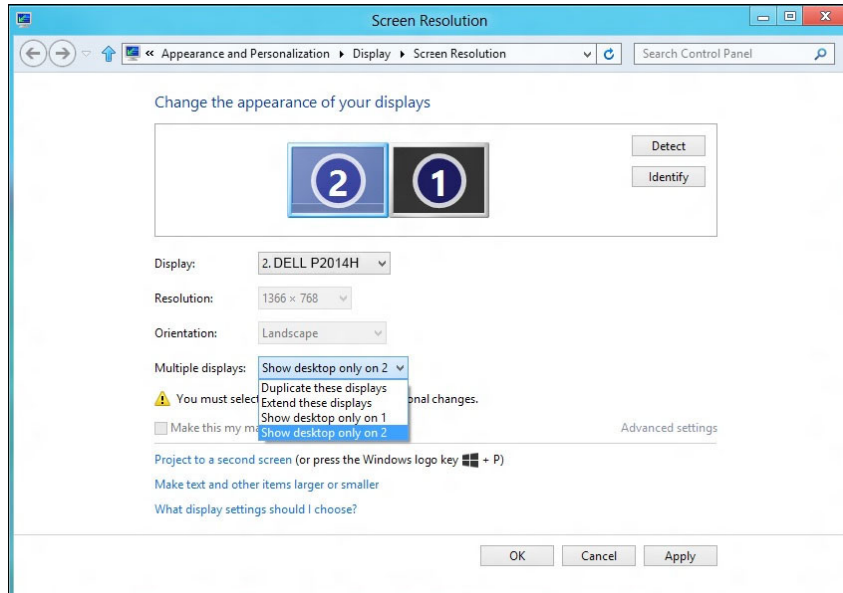 Screen Resolution
« Appearance and Personalization ▸ Display ▸ Screen Resolution
Search Control Panel
Change the appearance of your displays
2 1
Detect
Identify
Display: 2. DELL P2014H
Resolution: 1366 × 768
Orientation: Landscape
Multiple displays: Show desktop only on 2
Duplicate these displays
You must selec onal changes.
Extend these displays
Show desktop only on 1
Make this my m Show desktop only on 2 Advanced settings
Project to a second screen (or press the Windows logo key + P)
Make text and other items larger or smaller
What display settings should I choose?
OK Cancel Apply